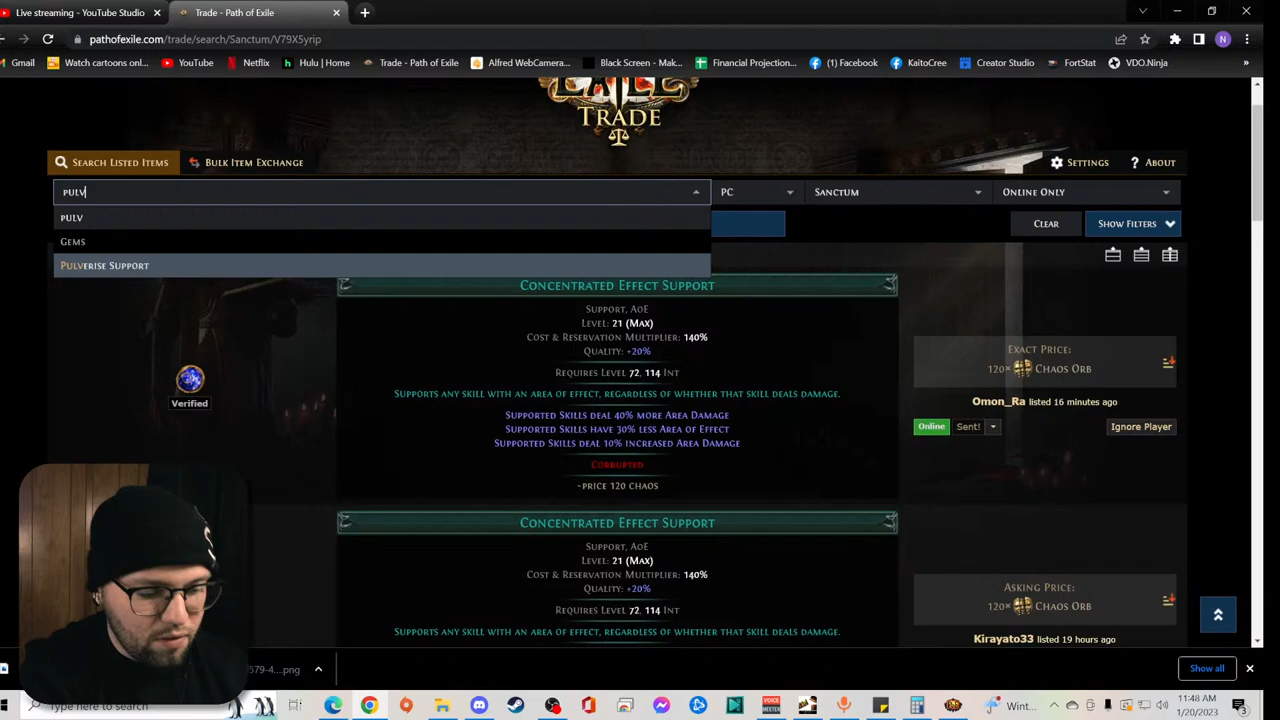 Live streaming - YouTube Studio
Trade - Path of Exile
pathofexile.com/trade/search/Sanctum/V79X5yrip
N
Gmail
Watch cartoons onl...
YouTube
Netflix
Hulu | Home
Trade - Path of Exile
Alfred WebCamera...
Black Screen - Mak...
Financial Projection...
(1) Facebook
KaitoCree
Creator Studio
FortStat
VDO.Ninja
TRADE
SEARCH LISTED ITEMS
BULK ITEM EXCHANGE
SETTINGS
? ABOUT
PULV
PC
SANCTUM
ONLINE ONLY
PULV
GEMS
PULVERISE SUPPORT
CLEAR
SHOW FILTERS
CONCENTRATED EFFECT SUPPORT
SUPPORT, AOE
LEVEL: 21 (MAX)
COST & RESERVATION MULTIPLIER: 140%
QUALITY: +20%
REQUIRES LEVEL 72, 114 INT
SUPPORTS ANY SKILL WITH AN AREA OF EFFECT, REGARDLESS OF WHETHER THAT SKILL DEALS DAMAGE.
SUPPORTED SKILLS DEAL 40% MORE AREA DAMAGE
SUPPORTED SKILLS HAVE 30% LESS AREA OF EFFECT
SUPPORTED SKILLS DEAL 10% INCREASED AREA DAMAGE
CORRUPTED
~PRICE 120 CHAOS
Verified
EXACT PRICE:
120× CHAOS ORB
Omon_Ra listed 16 minutes ago
Online
Sent!
Ignore Player
CONCENTRATED EFFECT SUPPORT
SUPPORT, AOE
LEVEL: 21 (MAX)
COST & RESERVATION MULTIPLIER: 140%
QUALITY: +20%
REQUIRES LEVEL 72, 114 INT
SUPPORTS ANY SKILL WITH AN AREA OF EFFECT, REGARDLESS OF WHETHER THAT SKILL DEALS DAMAGE.
ASKING PRICE:
120× CHAOS ORB
Kirayato33 listed 19 hours ago
579-4....png
Show all
Type here to search
VOICE
MEETER
Wint...
11:48 AM
1/20/2023